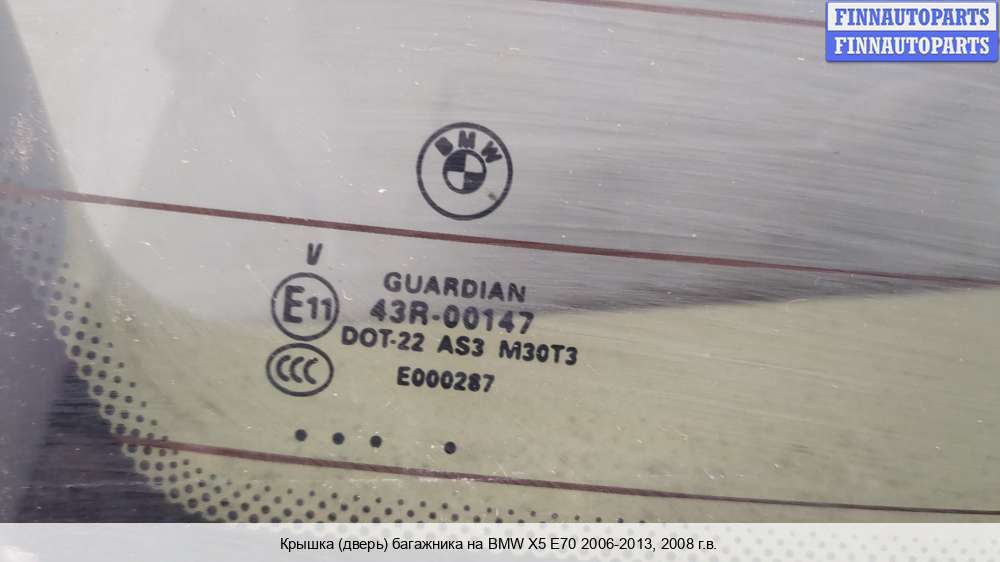 FINNAUTOPARTS
FINNAUTOPARTS
BMW
V
GUARDIAN
E11
43R-00147
DOT-22 AS3 M30T3
CCC
E000287
Крышка (дверь) багажника на BMW X5 E70 2006-2013, 2008 г.в.